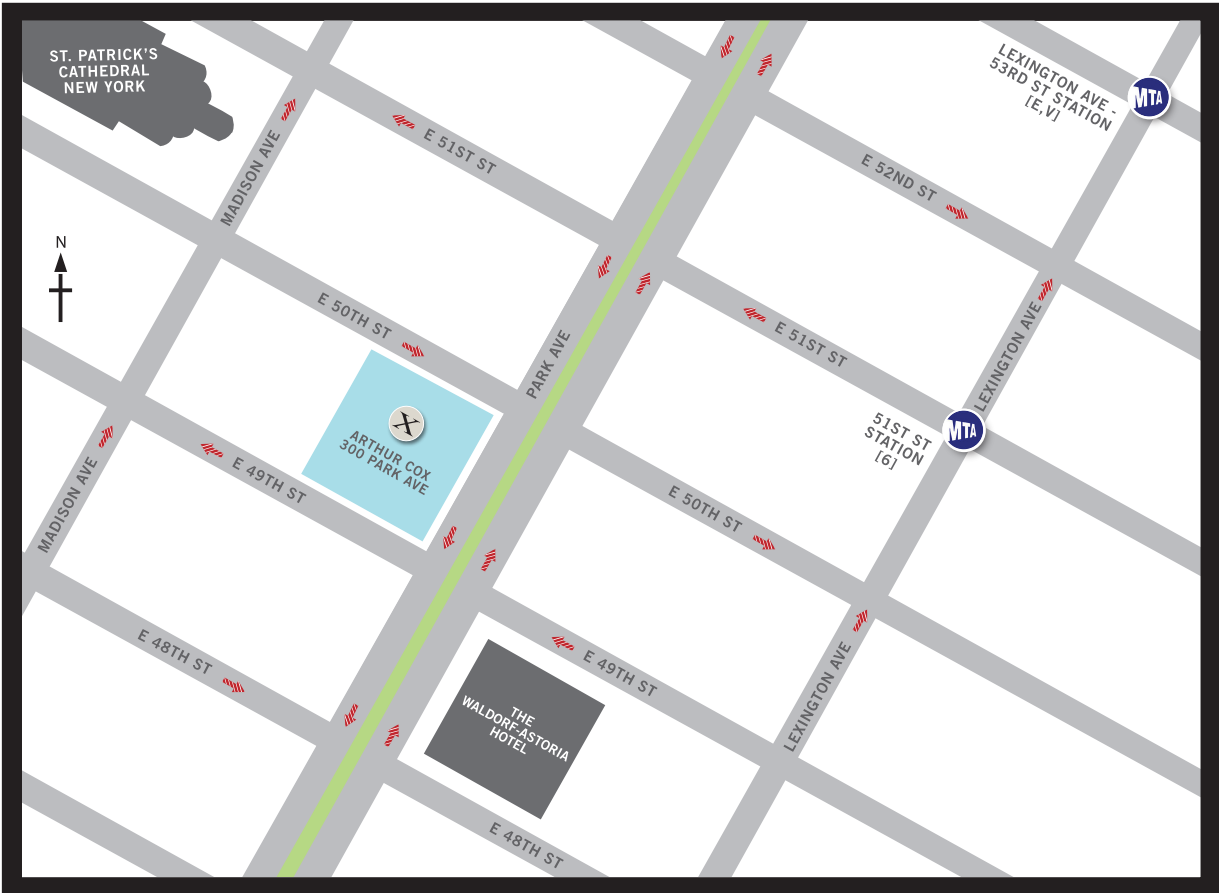 ST. PATRICK'S
CATHEDRAL
NEW YORK
LEXINGTON AVE -
53RD ST STATION
[E,V]
MTA
E 51ST ST
MADISON AVE
E 52ND ST
N
E 50TH ST
PARK AVE
E 51ST ST
LEXINGTON AVE
51ST ST
STATION
[6]
MTA
ARTHUR COX
300 PARK AVE
E 49TH ST
MADISON AVE
E 50TH ST
E 48TH ST
E 49TH ST
LEXINGTON AVE
THE
WALDORF-ASTORIA
HOTEL
E 48TH ST